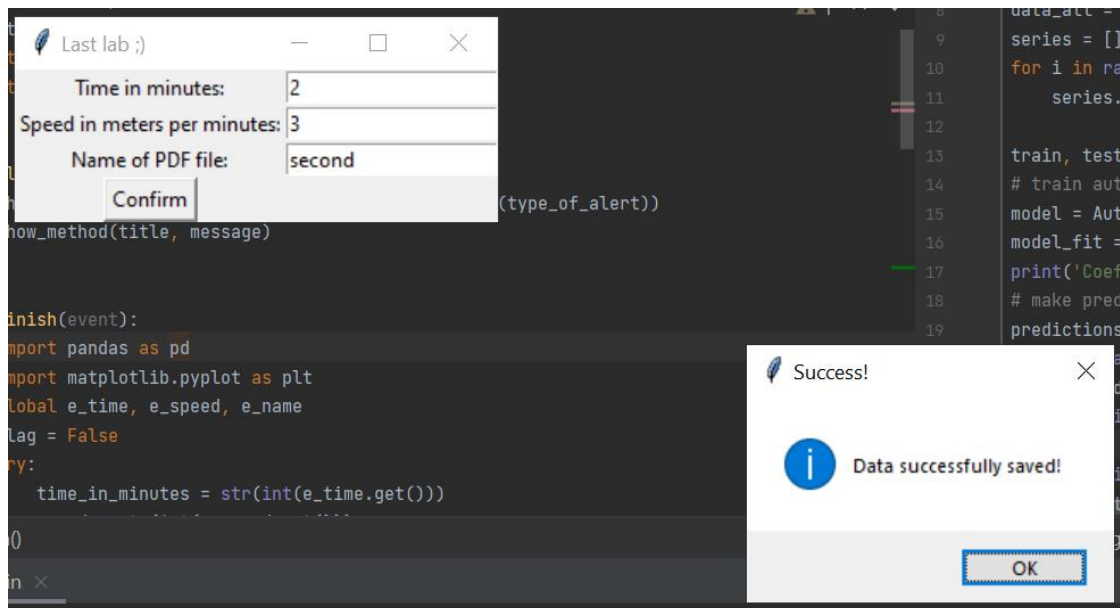 Last lab ;)
Time in minutes: 2
Speed in meters per minutes: 3
Name of PDF file: second
Confirm
(type_of_alert))
how_method(title, message)
inish(event):
mport pandas as pd
mport matplotlib.pyplot as plt
lobal e_time, e_speed, e_name
lag = False
ry:
time_in_minutes = str(int(e_time.get()))
()
in
8 data_all =
9 series = []
10 for i in ra
11 series.
12
13 train, test
14 # train aut
15 model = Aut
16 model_fit =
17 print('Coef
18 # make pred
19 predictions
Success!
Data successfully saved!
OK